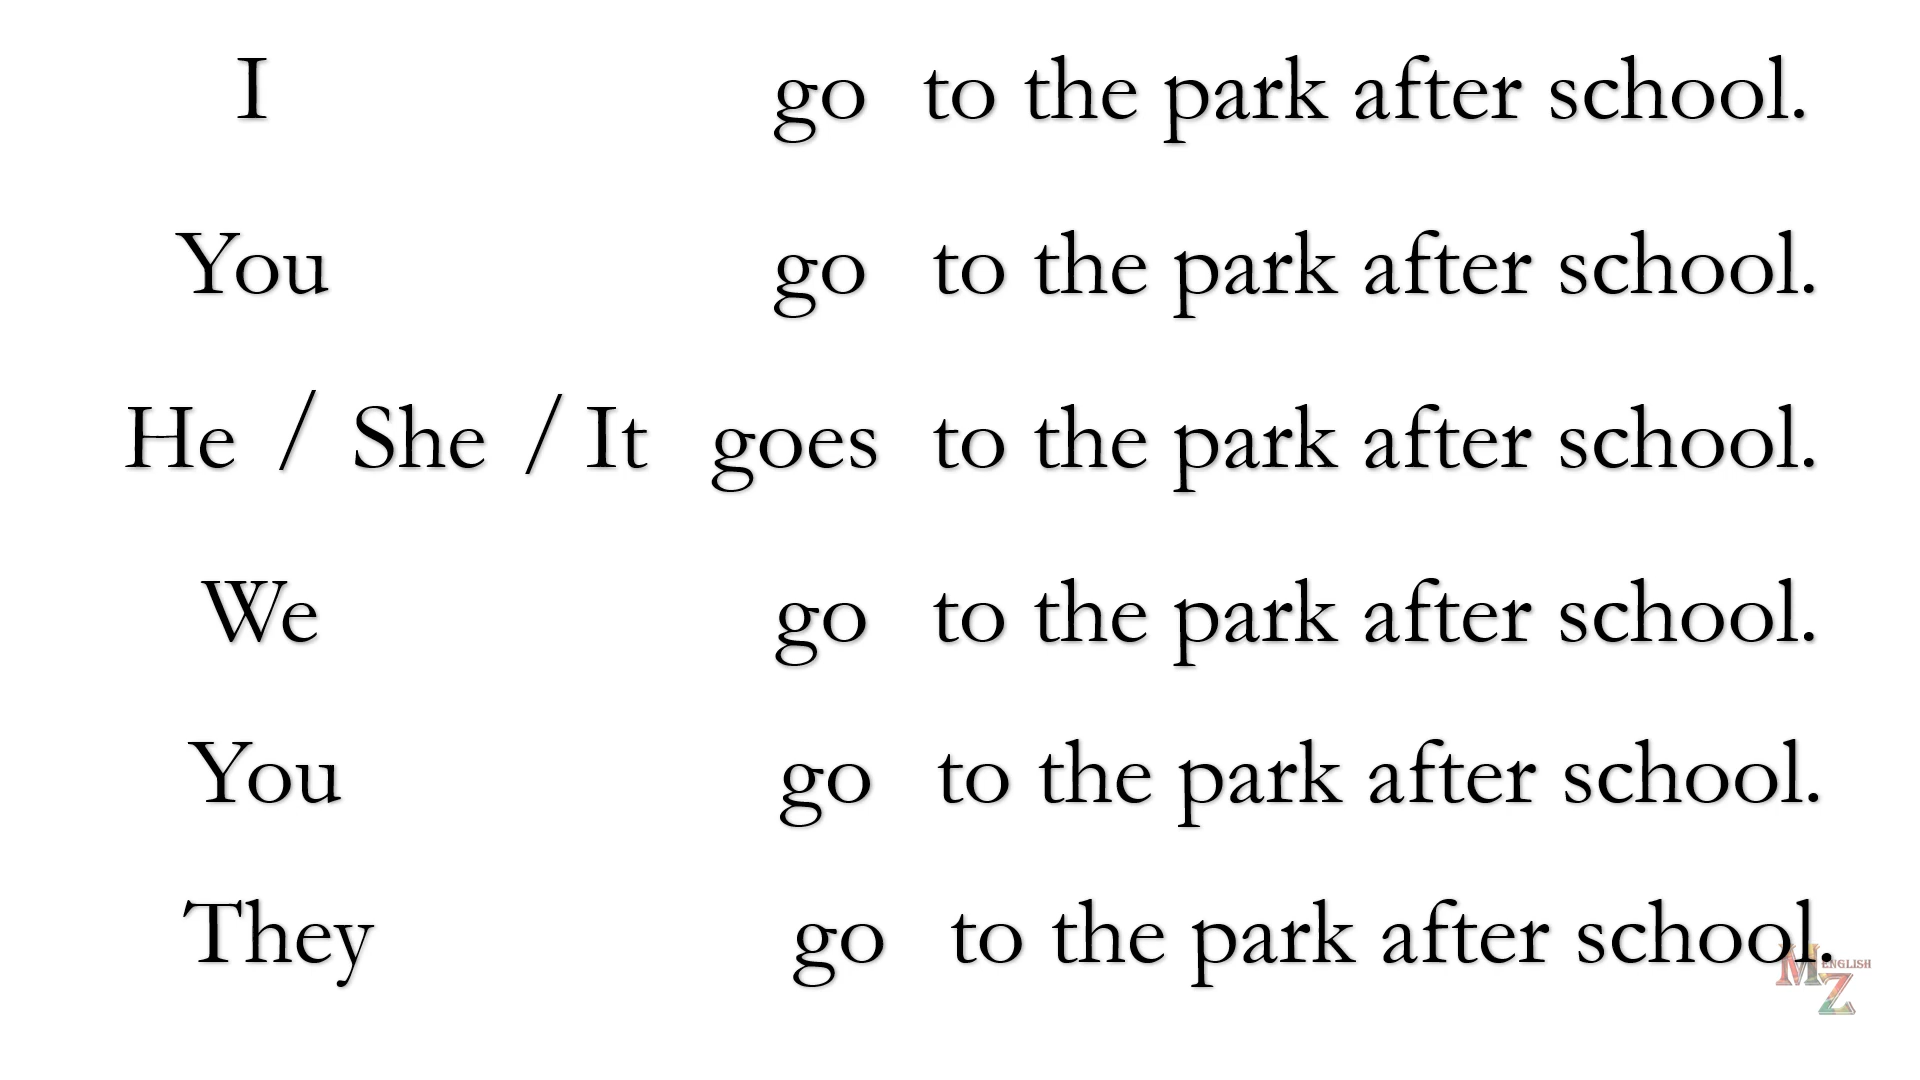 I go to the park after school.
You go to the park after school.
He / She / It goes to the park after school.
We go to the park after school.
You go to the park after school.
They go to the park after school.
MZ ENGLISH